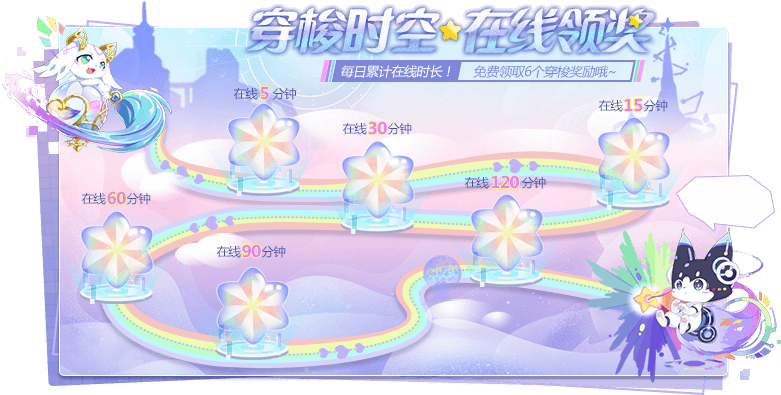 穿梭时空 在线领奖
每日累计在线时长！ 免费领取6个穿梭奖励哦~
在线5分钟
在线15分钟
在线30分钟
在线60分钟
在线120分钟
在线90分钟